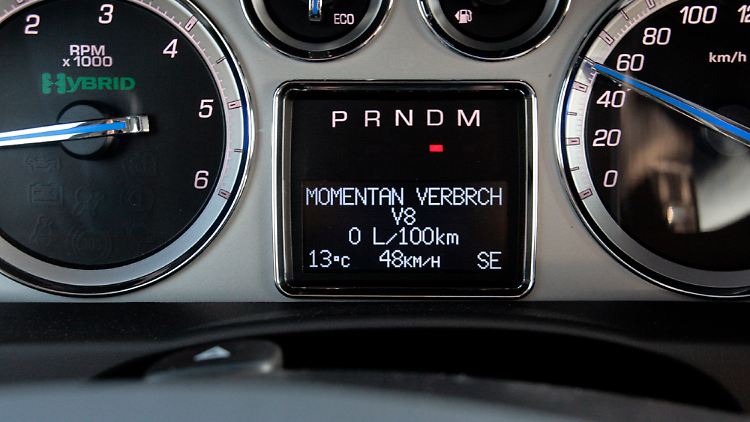 2
3
4
5
6
RPM
x 1000
HYBRID
ECO
P R N D M
MOMENTAN VERBRCH
V8
0 L/100km
13°C 48KM/H SE
0
20
40
60
80
100
km/h